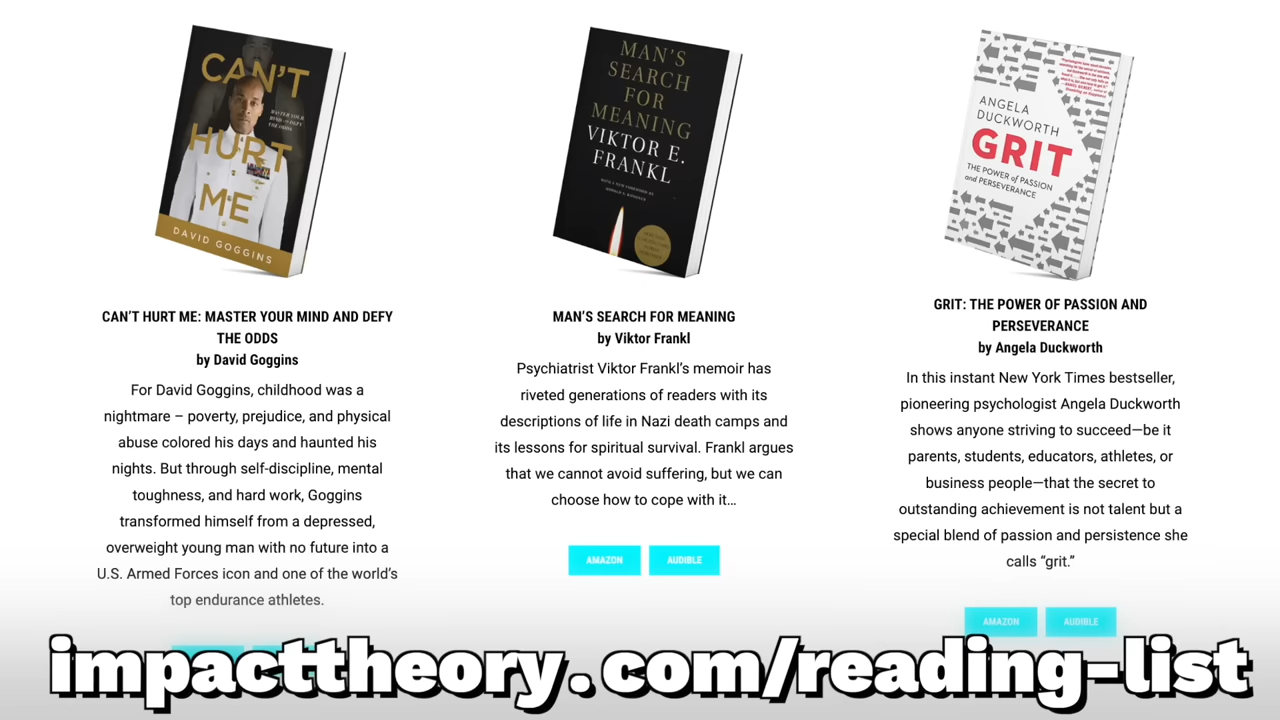 CAN'T
HURT
ME
MASTER YOUR
MIND AND DEFY
THE ODDS
DAVID GOGGINS
CAN'T HURT ME: MASTER YOUR MIND AND DEFY
THE ODDS
by David Goggins
For David Goggins, childhood was a
nightmare – poverty, prejudice, and physical
abuse colored his days and haunted his
nights. But through self-discipline, mental
toughness, and hard work, Goggins
transformed himself from a depressed,
overweight young man with no future into a
U.S. Armed Forces icon and one of the world's
top endurance athletes.
MAN'S
SEARCH
FOR
MEANING
VIKTOR E.
FRANKL
MAN'S SEARCH FOR MEANING
by Viktor Frankl
Psychiatrist Viktor Frankl's memoir has
riveted generations of readers with its
descriptions of life in Nazi death camps and
its lessons for spiritual survival. Frankl argues
that we cannot avoid suffering, but we can
choose how to cope with it…
AMAZON
AUDIBLE
ANGELA
DUCKWORTH
GRIT
THE POWER of PASSION
and PERSEVERANCE
GRIT: THE POWER OF PASSION AND
PERSEVERANCE
by Angela Duckworth
In this instant New York Times bestseller,
pioneering psychologist Angela Duckworth
shows anyone striving to succeed—be it
parents, students, educators, athletes, or
business people—that the secret to
outstanding achievement is not talent but a
special blend of passion and persistence she
calls “grit.”
AMAZON
AUDIBLE
impacttheory.com/reading-list